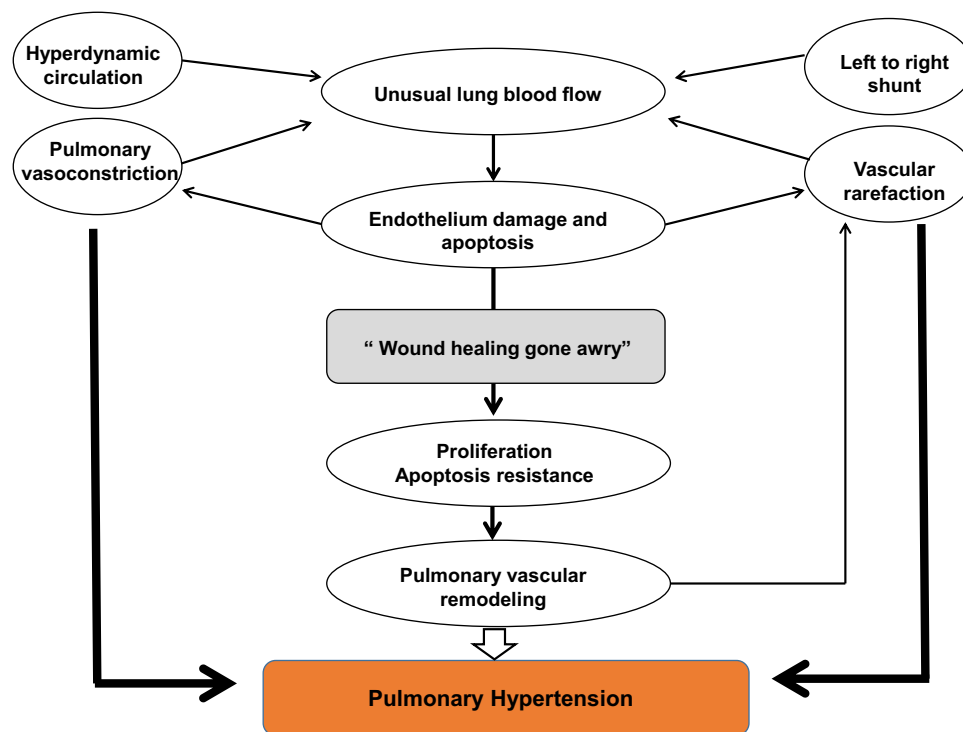 Hyperdynamic
circulation
Unusual lung blood flow
Left to right
shunt
Pulmonary
vasoconstriction
Vascular
rarefaction
Endothelium damage and
apoptosis
“ Wound healing gone awry”
Proliferation
Apoptosis resistance
Pulmonary vascular
remodeling
Pulmonary Hypertension